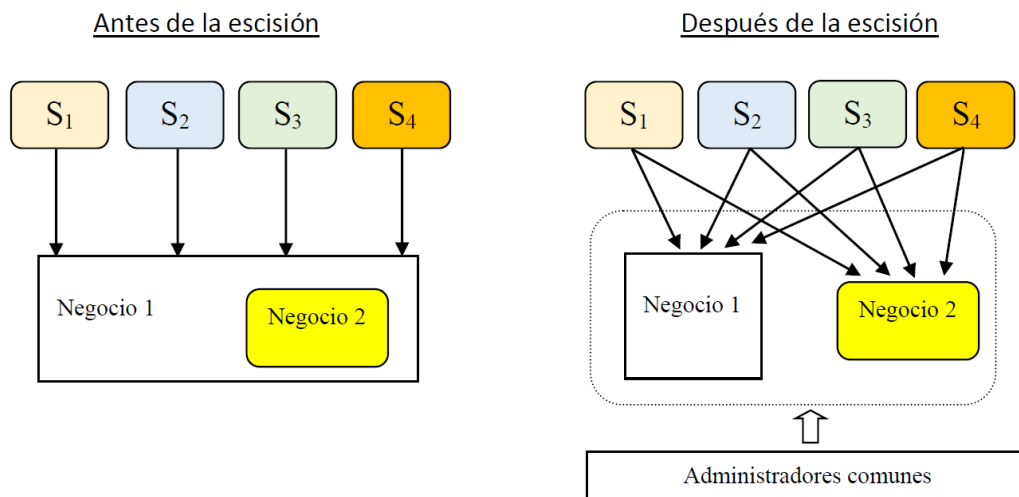 Antes de la escisión
S₁
S₂
S₃
S₄
Negocio 1
Negocio 2
Después de la escisión
S₁
S₂
S₃
S₄
Negocio 1
Negocio 2
Administradores comunes